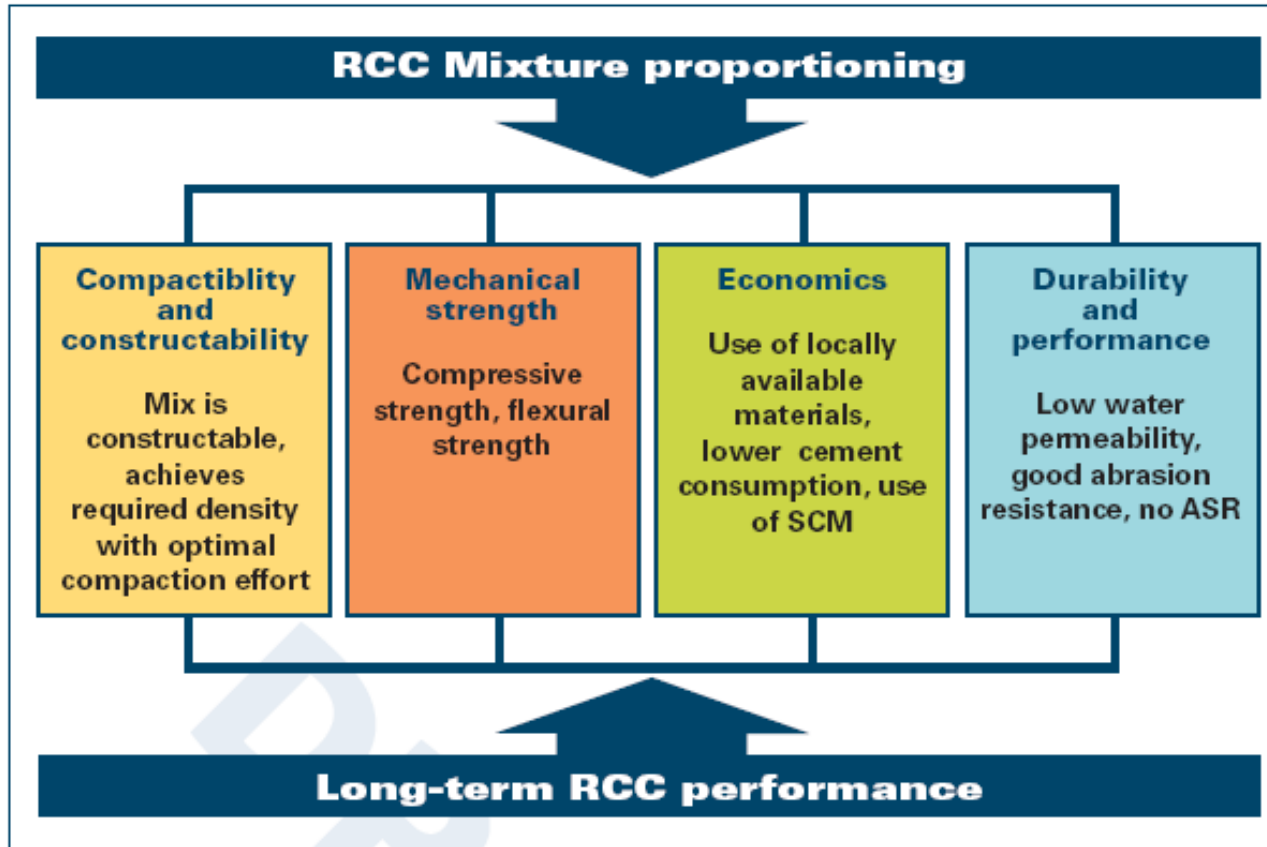 RCC Mixture proportioning
Compactiblity
and
constructability
Mix is
constructable,
achieves
required density
with optimal
compaction effort
Mechanical
strength
Compressive
strength, flexural
strength
Economics
Use of locally
available
materials,
lower cement
consumption, use
of SCM
Durability
and
performance
Low water
permeability,
good abrasion
resistance, no ASR
Long-term RCC performance